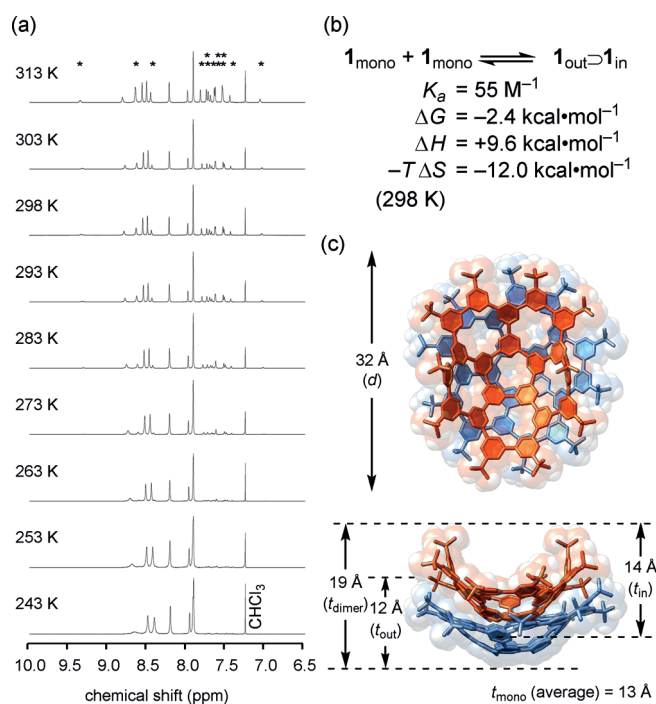 (a)
* * * * * * *
* * * * *
313 K
303 K
298 K
293 K
283 K
273 K
263 K
253 K
243 K
CHCl₃
10.0 9.5 9.0 8.5 8.0 7.5 7.0 6.5
chemical shift (ppm)
(b)
1mono + 1mono ⇌ 1out⊃1in
Ka = 55 M⁻¹
ΔG = –2.4 kcal•mol⁻¹
ΔH = +9.6 kcal•mol⁻¹
–TΔS = –12.0 kcal•mol⁻¹
(298 K)
(c)
32 Å
(d)
19 Å
(tdimer)
12 Å
(tout)
14 Å
(tin)
tmono (average) = 13 Å